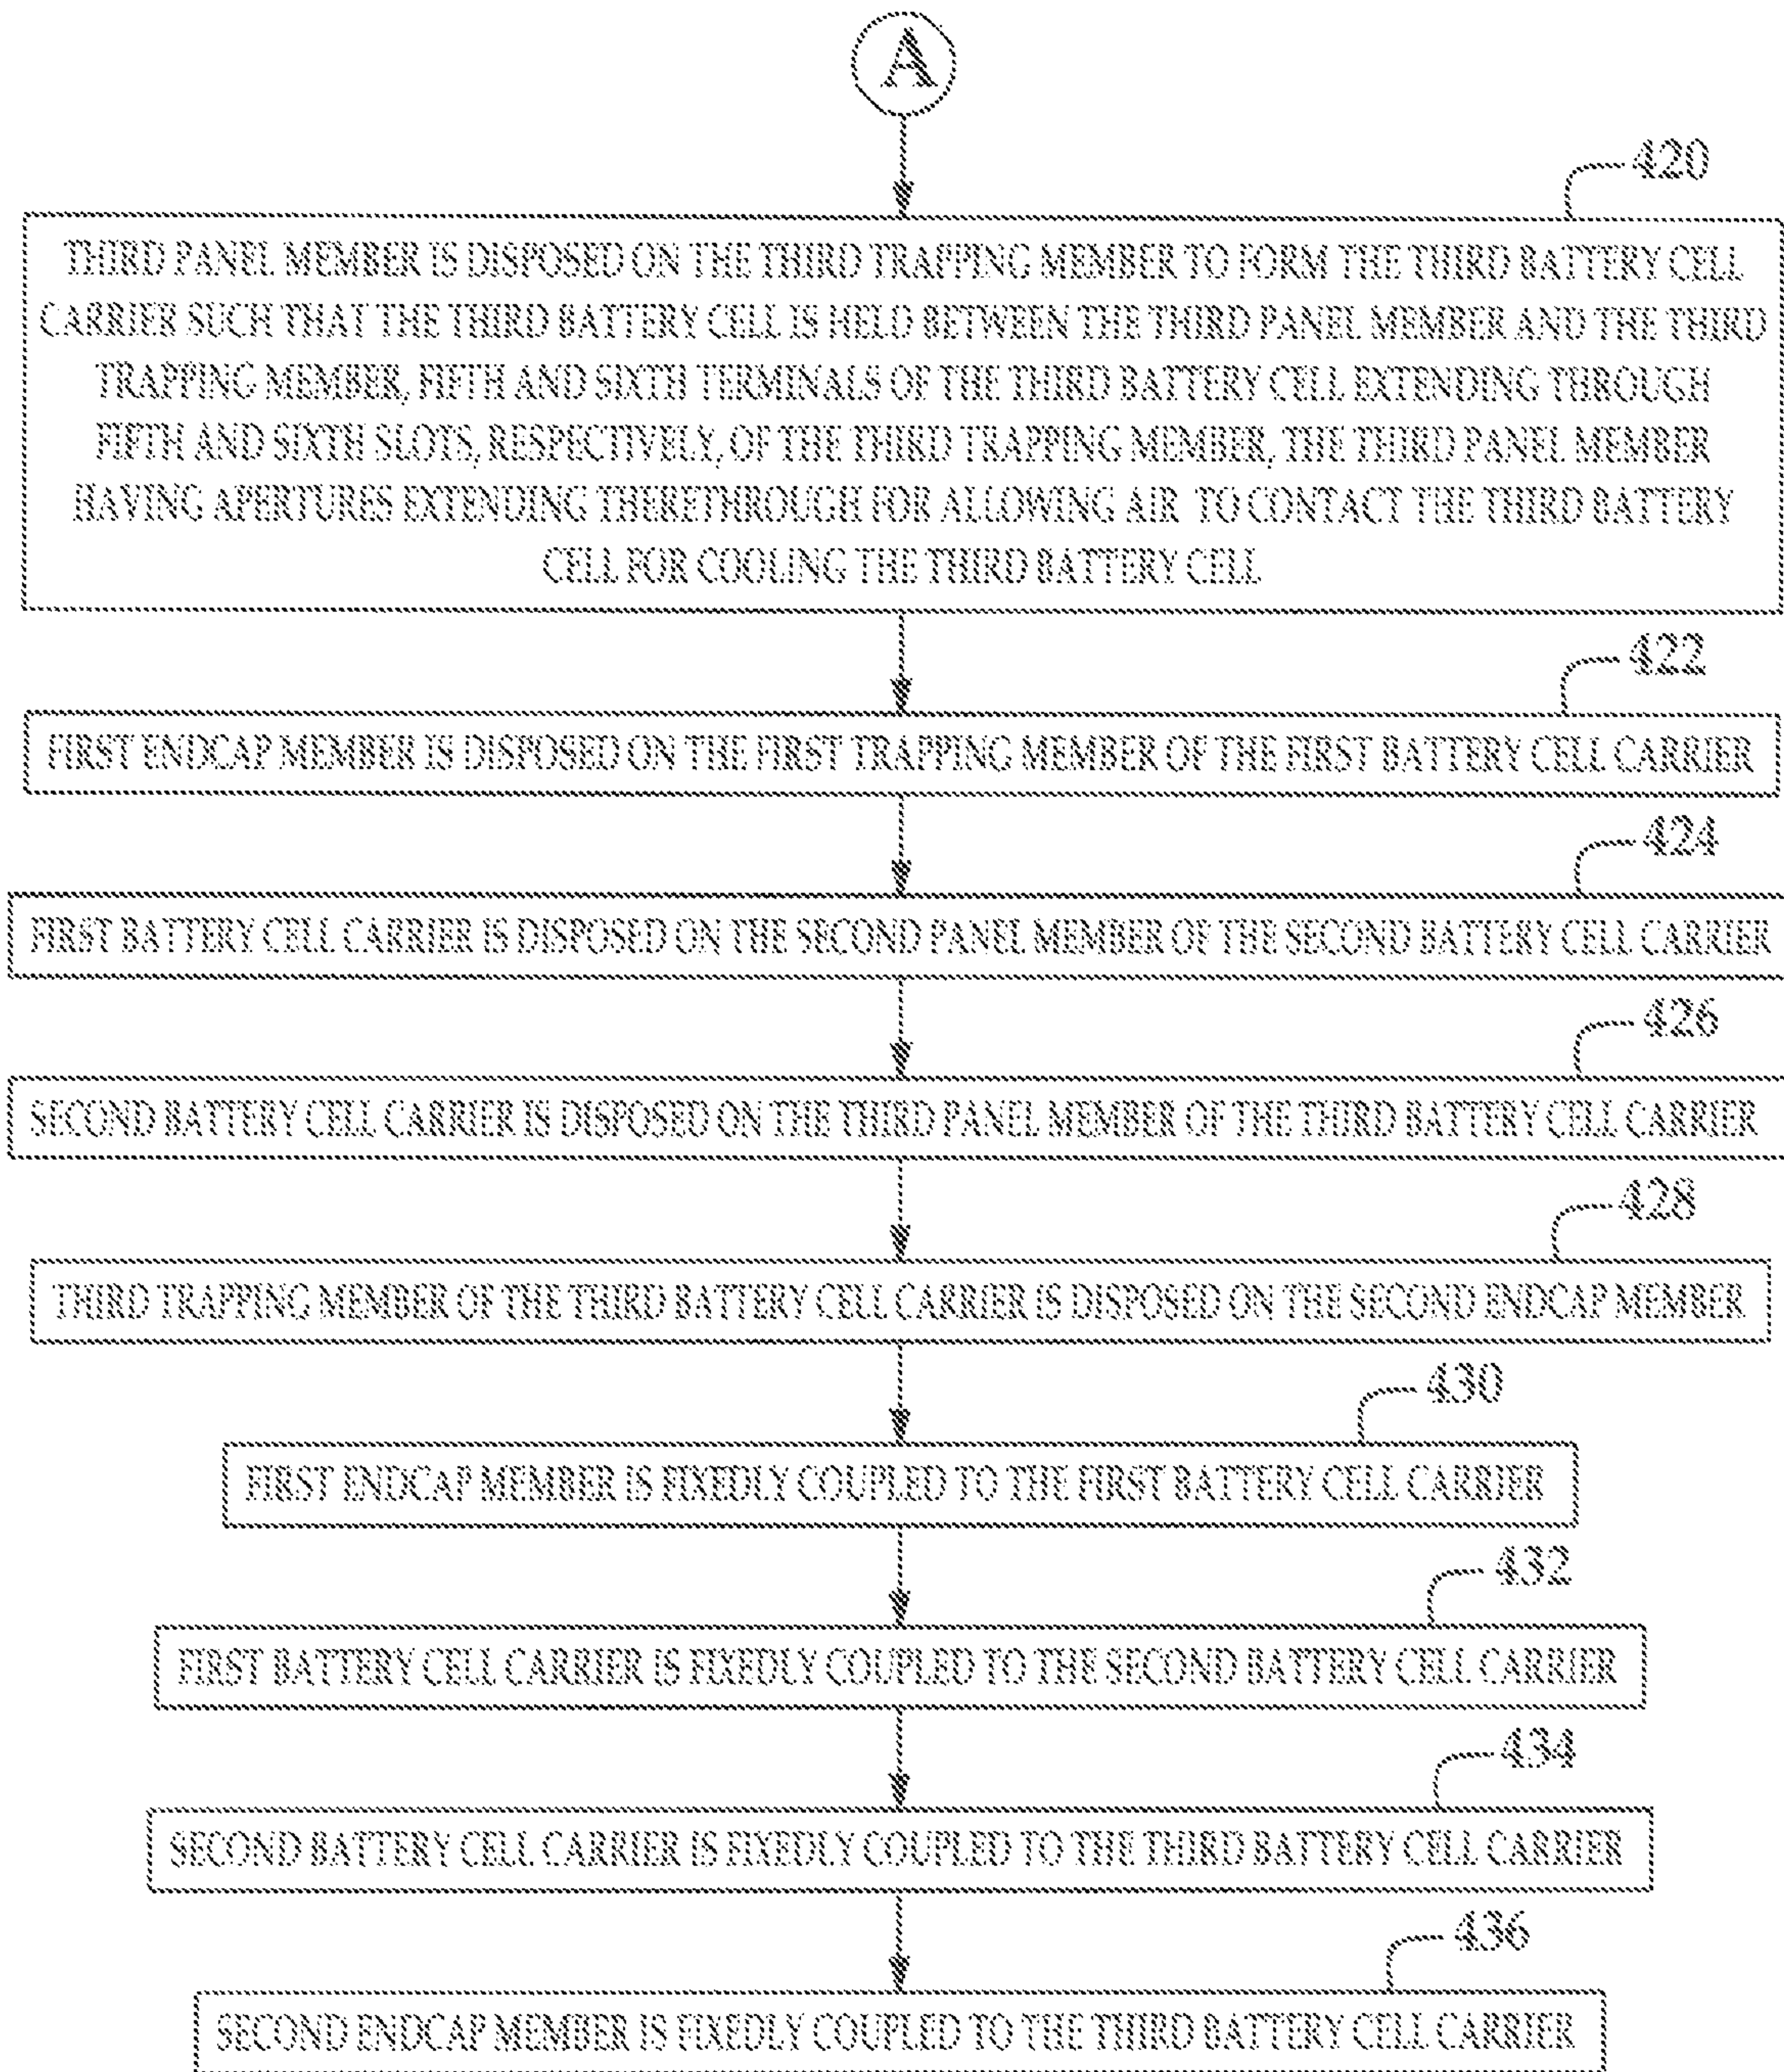 A
420
THIRD PANEL MEMBER IS DISPOSED ON THE THIRD TRAPPING MEMBER TO FORM THE THIRD BATTERY CELL
CARRIER SUCH THAT THE THIRD BATTERY CELL IS HELD BETWEEN THE THIRD PANEL MEMBER AND THE THIRD
TRAPPING MEMBER, FIFTH AND SIXTH TERMINALS OF THE THIRD BATTERY CELL EXTENDING THROUGH
FIFTH AND SIXTH SLOTS, RESPECTIVELY, OF THE THIRD TRAPPING MEMBER, THE THIRD PANEL MEMBER
HAVING APERTURES EXTENDING THERETHROUGH FOR ALLOWING AIR TO CONTACT THE THIRD BATTERY
CELL FOR COOLING THE THIRD BATTERY CELL
422
FIRST ENDCAP MEMBER IS DISPOSED ON THE FIRST TRAPPING MEMBER OF THE FIRST BATTERY CELL CARRIER
424
FIRST BATTERY CELL CARRIER IS DISPOSED ON THE SECOND PANEL MEMBER OF THE SECOND BATTERY CELL CARRIER
426
SECOND BATTERY CELL CARRIER IS DISPOSED ON THE THIRD PANEL MEMBER OF THE THIRD BATTERY CELL CARRIER
428
THIRD TRAPPING MEMBER OF THE THIRD BATTERY CELL CARRIER IS DISPOSED ON THE SECOND ENDCAP MEMBER
430
FIRST ENDCAP MEMBER IS FIXEDLY COUPLED TO THE FIRST BATTERY CELL CARRIER
432
FIRST BATTERY CELL CARRIER IS FIXEDLY COUPLED TO THE SECOND BATTERY CELL CARRIER
434
SECOND BATTERY CELL CARRIER IS FIXEDLY COUPLED TO THE THIRD BATTERY CELL CARRIER
436
SECOND ENDCAP MEMBER IS FIXEDLY COUPLED TO THE THIRD BATTERY CELL CARRIER